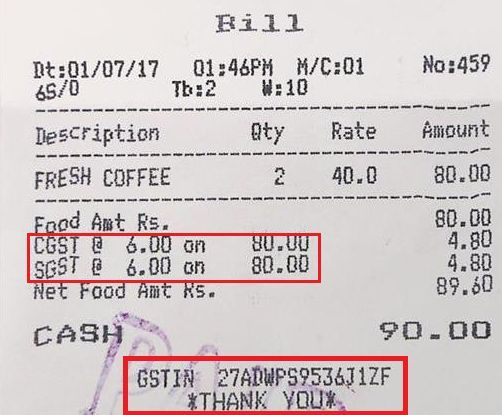 Bill
Dt:01/07/17 01:46PM M/C:01 No:459
6S/D Tb:2 W:10
Description Qty Rate Amount
FRESH COFFEE 2 40.0 80.00
Food Amt Rs. 80.00
CGST @ 6.00 on 80.00 4.80
SGST @ 6.00 on 80.00 4.80
Net Food Amt Rs. 89.60
CASH 90.00
GSTIN 27ADWPS9536J1ZF
*THANK YOU*